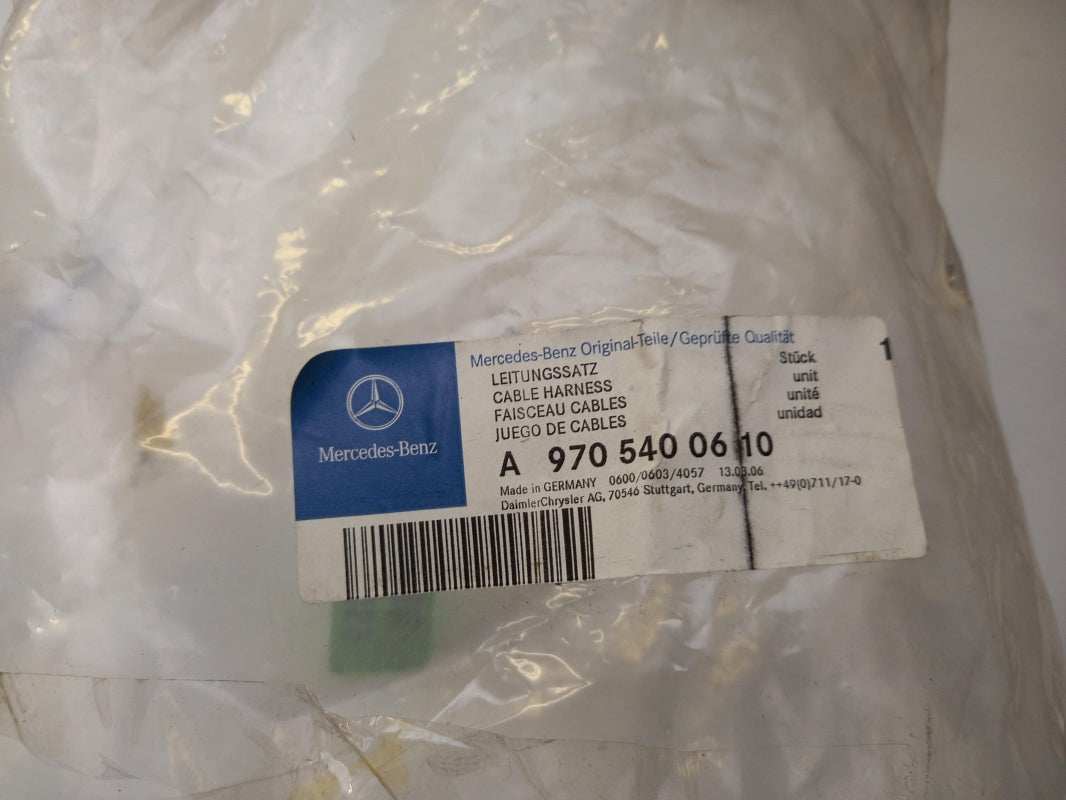 Mercedes-Benz Original-Teile/Geprüfte Qualität
LEITUNGSSATZ
CABLE HARNESS
FAISCEAU CABLES
JUEGO DE CABLES
Stück 1
unit
unité
unidad
Mercedes-Benz
A 970 540 06 10
Made in GERMANY 0600/0603/4057 13.03.06
DaimlerChrysler AG, 70546 Stuttgart, Germany, Tel. ++49(0)711/17-0